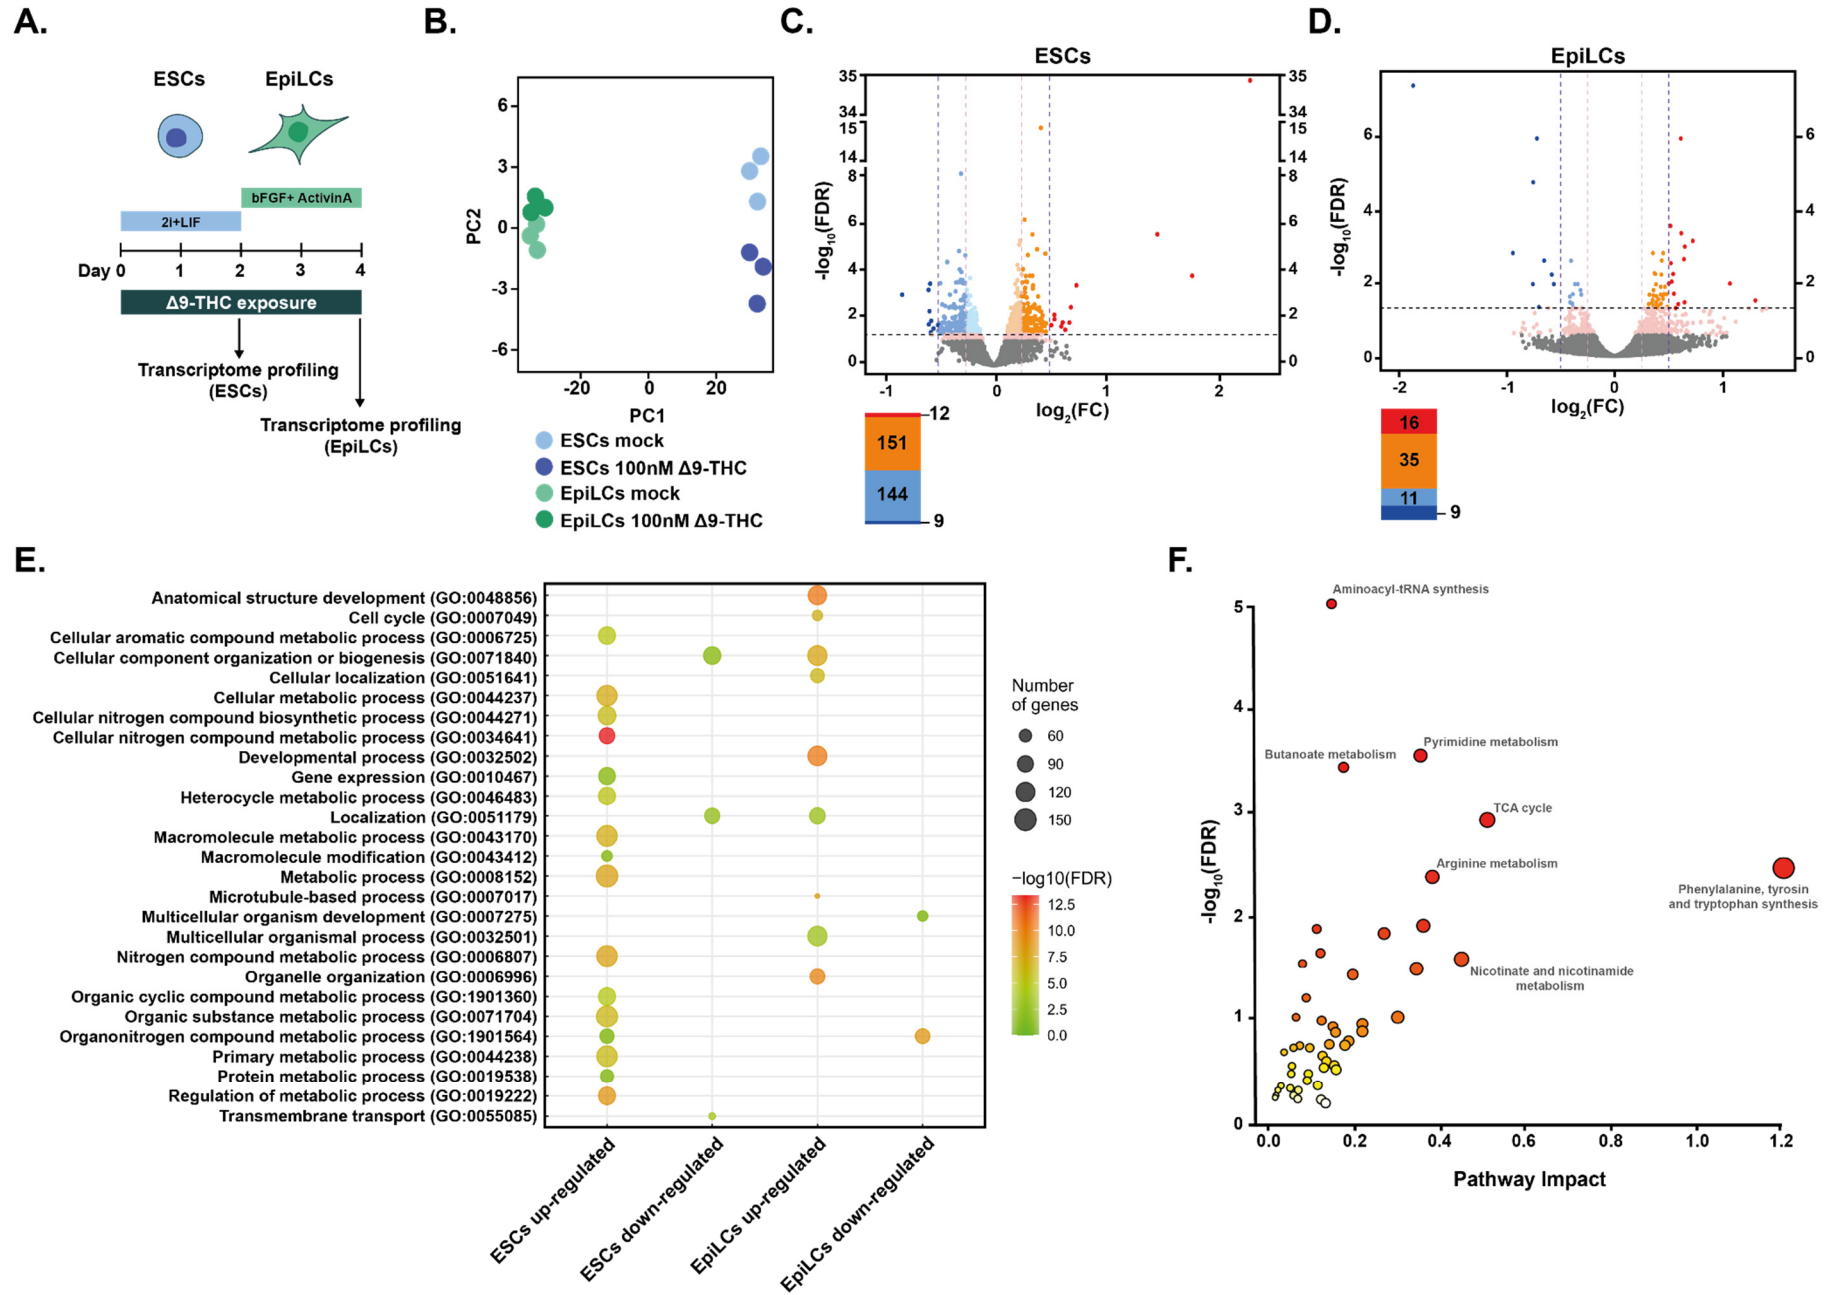 A.
ESCs
EpiLCs
bFGF+ ActivinA
2i+LIF
Day 0 1 2 3 4
Δ9-THC exposure
Transcriptome profiling
(ESCs)
Transcriptome profiling
(EpiLCs)
B.
PC2
6
3
0
-3
-6
-20 0 20
PC1
ESCs mock
ESCs 100nM Δ9-THC
EpiLCs mock
EpiLCs 100nM Δ9-THC
C.
ESCs
-log10(FDR)
35 35
34 34
15 15
14 14
8 8
6 6
4 4
2 2
0 0
-1 0 1 2
log2(FC)
12
151
144
9
D.
EpiLCs
-log10(FDR)
6 6
4 4
2 2
0 0
-2 -1 0 1
log2(FC)
16
35
11
9
E.
Anatomical structure development (GO:0048856)
Cell cycle (GO:0007049)
Cellular aromatic compound metabolic process (GO:0006725)
Cellular component organization or biogenesis (GO:0071840)
Cellular localization (GO:0051641)
Cellular metabolic process (GO:0044237)
Cellular nitrogen compound biosynthetic process (GO:0044271)
Cellular nitrogen compound metabolic process (GO:0034641)
Developmental process (GO:0032502)
Gene expression (GO:0010467)
Heterocycle metabolic process (GO:0046483)
Localization (GO:0051179)
Macromolecule metabolic process (GO:0043170)
Macromolecule modification (GO:0043412)
Metabolic process (GO:0008152)
Microtubule-based process (GO:0007017)
Multicellular organism development (GO:0007275)
Multicellular organismal process (GO:0032501)
Nitrogen compound metabolic process (GO:0006807)
Organelle organization (GO:0006996)
Organic cyclic compound metabolic process (GO:1901360)
Organic substance metabolic process (GO:0071704)
Organonitrogen compound metabolic process (GO:1901564)
Primary metabolic process (GO:0044238)
Protein metabolic process (GO:0019538)
Regulation of metabolic process (GO:0019222)
Transmembrane transport (GO:0055085)
ESCs up-regulated
ESCs down-regulated
EpiLCs up-regulated
EpiLCs down-regulated
Number
of genes
60
90
120
150
−log10(FDR)
12.5
10.0
7.5
5.0
2.5
0.0
F.
-log10(FDR)
5
4
3
2
1
0
Aminoacyl-tRNA synthesis
Pyrimidine metabolism
Butanoate metabolism
TCA cycle
Arginine metabolism
Phenylalanine, tyrosin
and tryptophan synthesis
Nicotinate and nicotinamide
metabolism
0.0 0.2 0.4 0.6 0.8 1.0 1.2
Pathway Impact